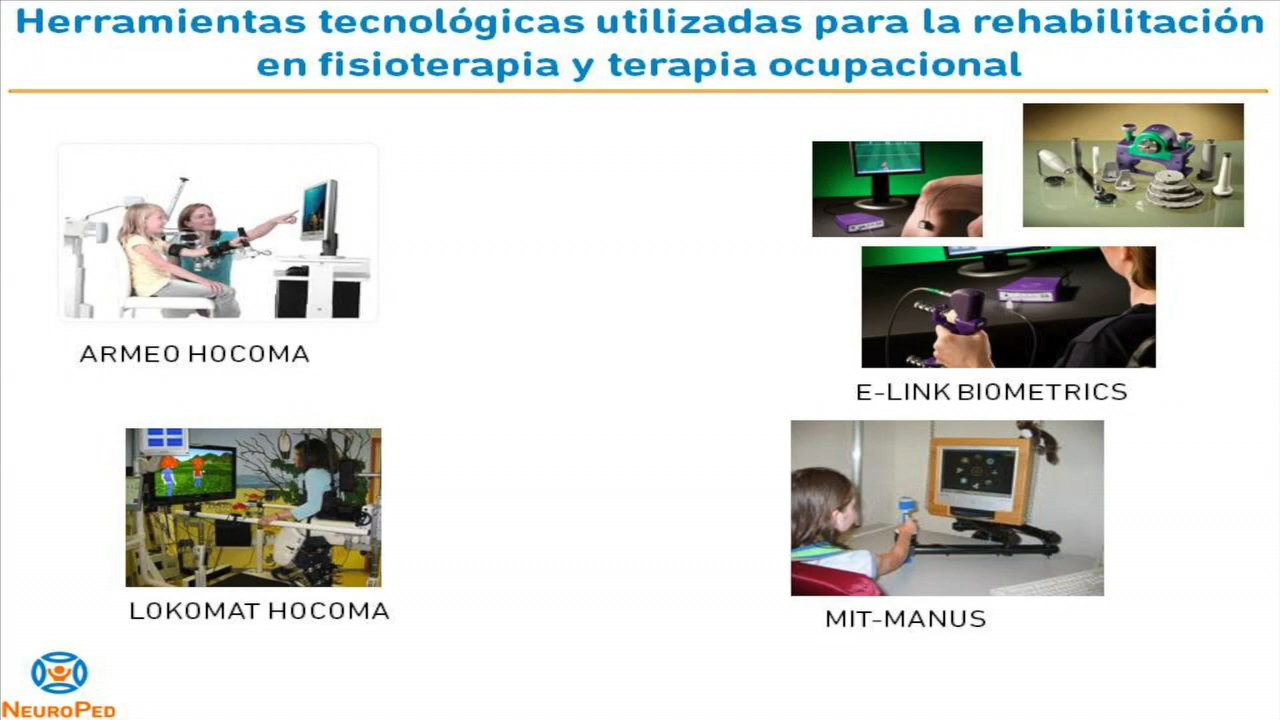 Herramientas tecnológicas utilizadas para la rehabilitación
en fisioterapia y terapia ocupacional
ARMEO HOCOMA
E-LINK BIOMETRICS
LOKOMAT HOCOMA
MIT-MANUS
NEUROPED